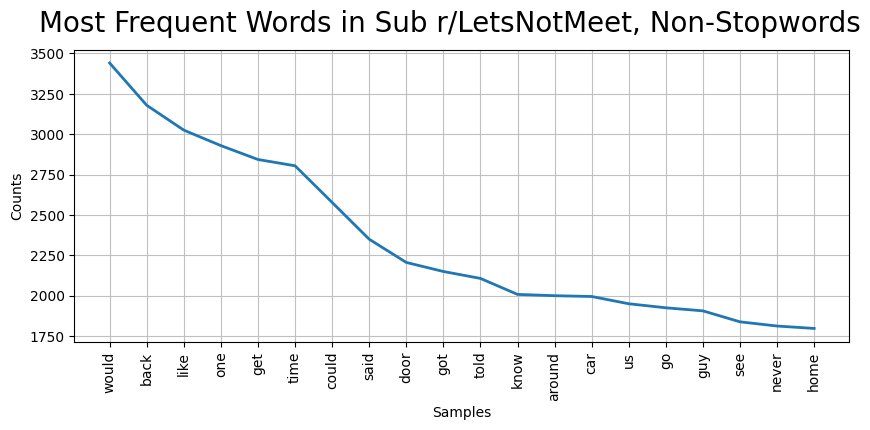 Most Frequent Words in Sub r/LetsNotMeet, Non-Stopwords
3500
3250
3000
2750
2500
2250
2000
1750
Counts
would
back
like
one
get
time
could
said
door
got
told
know
around
car
us
go
guy
see
never
home
Samples